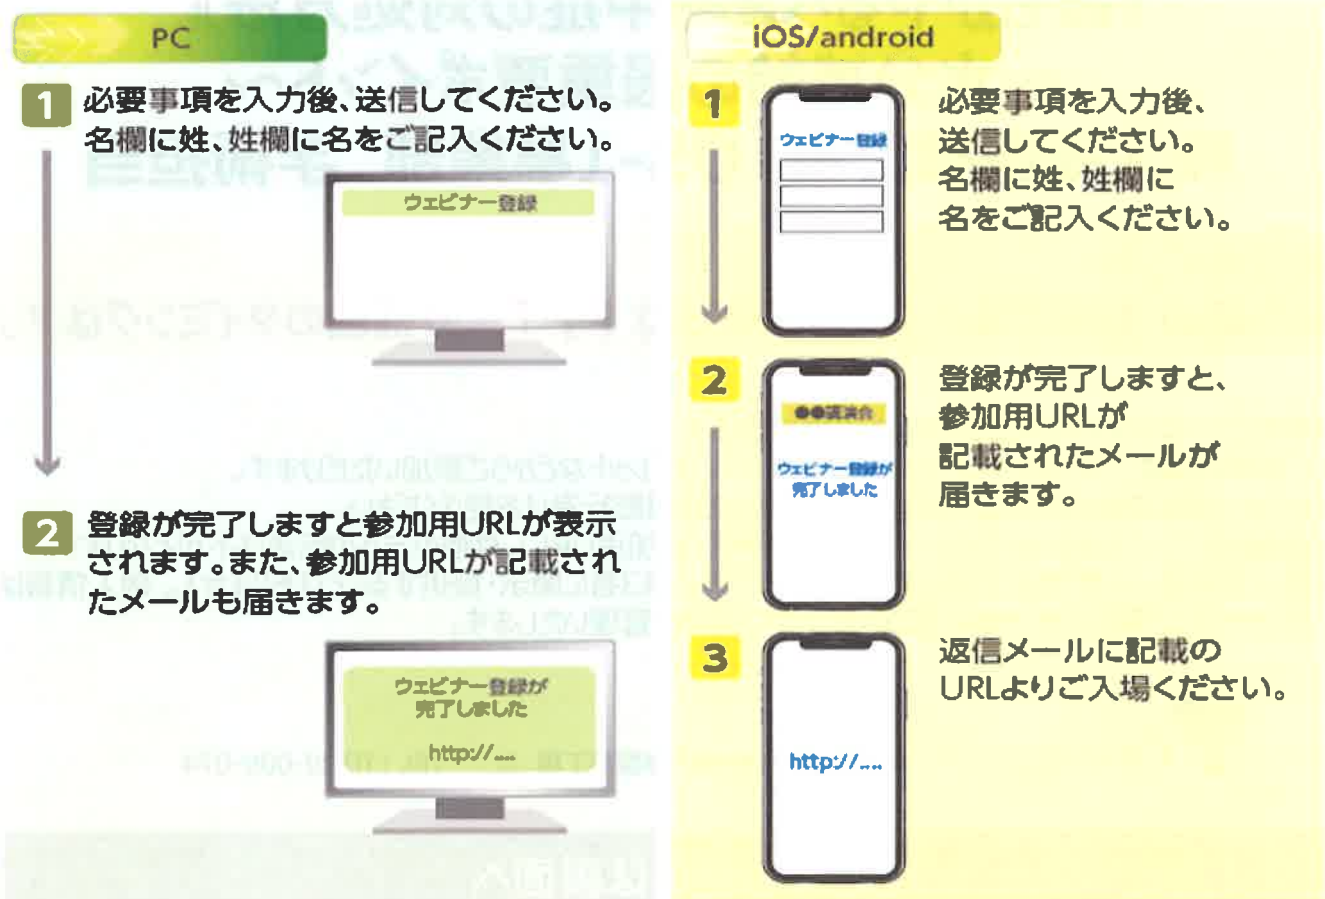 PC
1 必要事項を入力後、送信してください。
名欄に姓、姓欄に名をご記入ください。
ウェビナー登録
2 登録が完了しますと参加用URLが表示
されます。また、参加用URLが記載され
たメールも届きます。
ウェビナー登録が
完了しました
http://....
iOS/android
1 必要事項を入力後、
送信してください。
名欄に姓、姓欄に
名をご記入ください。
ウェビナー登録
2 登録が完了しますと、
参加用URLが
記載されたメールが
届きます。
●●講演会
ウェビナー登録が
完了しました
3 返信メールに記載の
URLよりご入場ください。
http://....